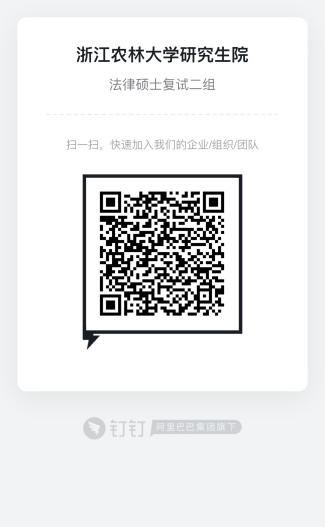 浙江农林大学研究生院
法律硕士复试二组
扫一扫，快速加入我们的企业/组织/团队
钉钉 阿里巴巴集团旗下